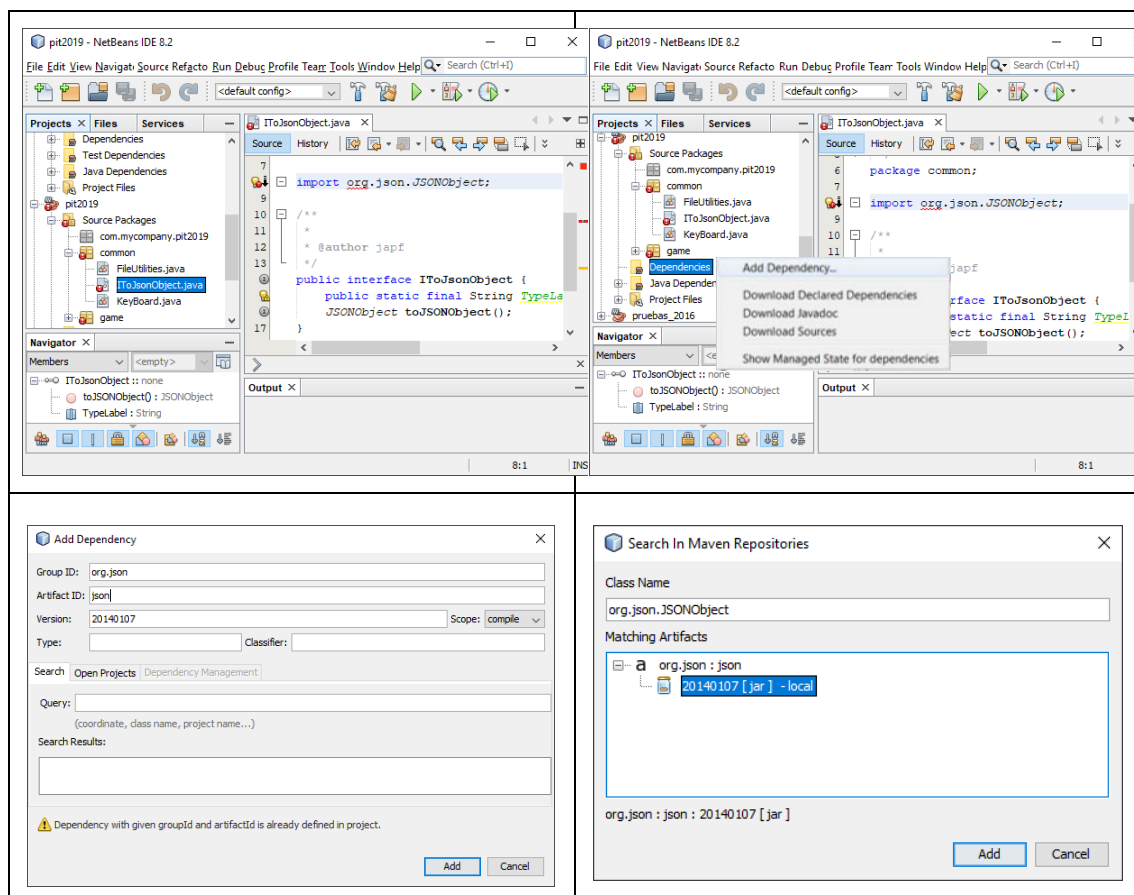 pit2019 - NetBeans IDE 8.2
File Edit View Navigati Source Refacto Run Debug Profile Team Tools Window Help Search (Ctrl+I)
<default config>
Projects Files Services
Dependencies
Test Dependencies
Java Dependencies
Project Files
pit2019
Source Packages
com.mycompany.pit2019
common
FileUtilities.java
IToJsonObject.java
KeyBoard.java
game
Navigator
Members <empty>
IToJsonObject :: none
toJSONObject() : JSONObject
TypeLabel : String
IToJsonObject.java
Source History
7
import org.json.JSONObject;
9
10 /**
11 *
12 * @author japf
13 */
public interface IToJsonObject {
public static final String TypeLa
JSONObject toJSONObject();
17 }
Output
8:1 INS
pit2019 - NetBeans IDE 8.2
File Edit View Navigati Source Refacto Run Debug Profile Team Tools Window Help Search (Ctrl+I)
<default config>
Projects Files Services
pit2019
Source Packages
com.mycompany.pit2019
common
FileUtilities.java
IToJsonObject.java
KeyBoard.java
game
Dependencies
Java Depender
Project Files
pruebas_2016
Add Dependency...
Download Declared Dependencies
Download Javadoc
Download Sources
Show Managed State for dependencies
Navigator
Members
IToJsonObject :: none
toJSONObject() : JSONObject
TypeLabel : String
IToJsonObject.java
Source History
6 package common;
7
import org.json.JSONObject;
9
10 /**
11 *
japf
rface IToJsonObject {
static final String TypeL
ect toJSONObject();
Output
8:1
Add Dependency
Group ID: org.json
Artifact ID: json
Version: 20140107 Scope: compile
Type: Classifier:
Search Open Projects Dependency Management
Query:
(coordinate, class name, project name...)
Search Results:
Dependency with given groupId and artifactId is already defined in project.
Add Cancel
Search In Maven Repositories
Class Name
org.json.JSONObject
Matching Artifacts
org.json : json
20140107 [ jar ] - local
org.json : json : 20140107 [ jar ]
Add Cancel